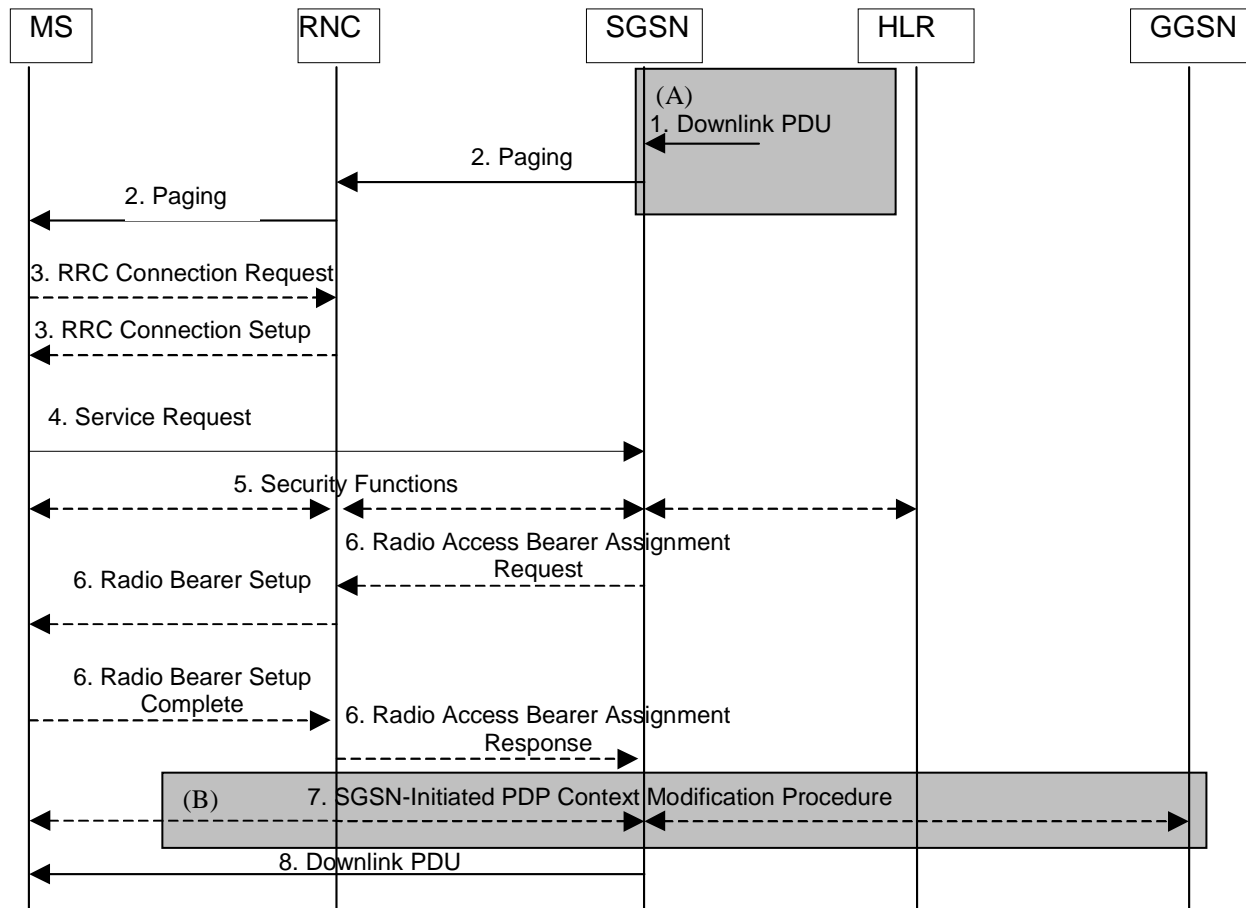 MS RNC SGSN HLR GGSN
(A)
1. Downlink PDU
2. Paging
2. Paging
3. RRC Connection Request
3. RRC Connection Setup
4. Service Request
5. Security Functions
6. Radio Access Bearer Assignment
Request
6. Radio Bearer Setup
6. Radio Bearer Setup
Complete
6. Radio Access Bearer Assignment
Response
(B)
7. SGSN-Initiated PDP Context Modification Procedure
8. Downlink PDU